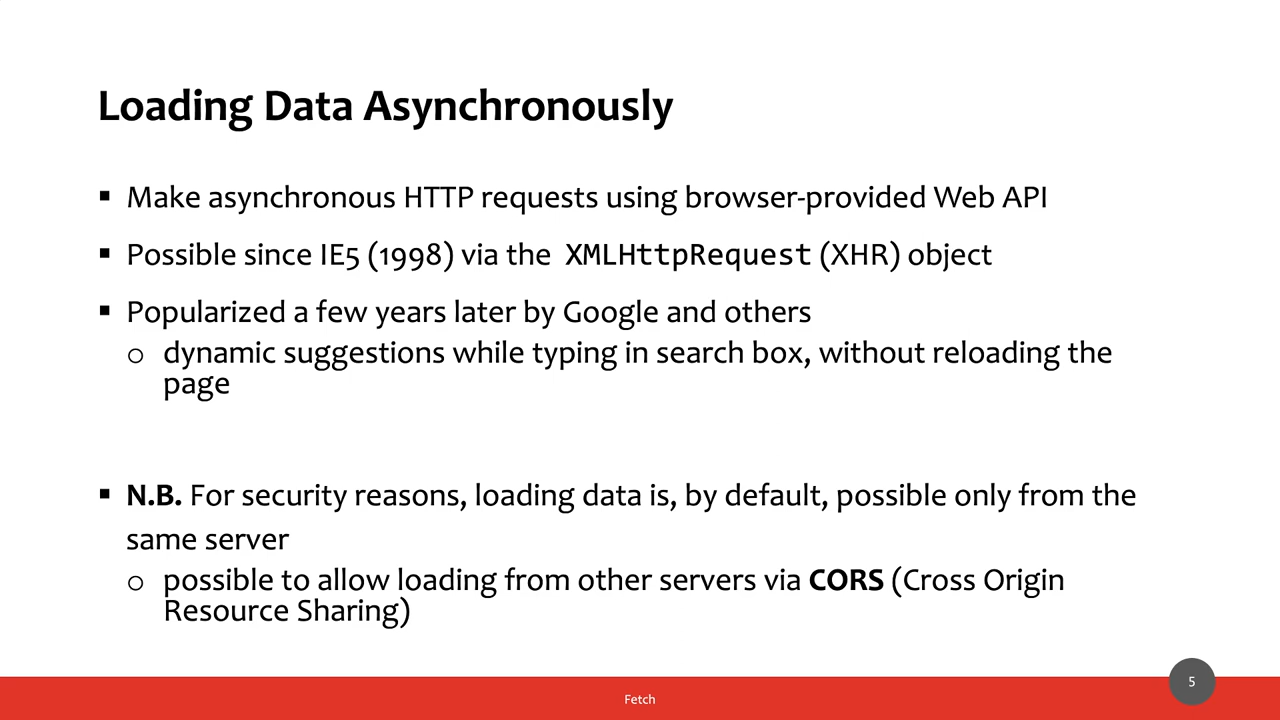 Loading Data Asynchronously
▪ Make asynchronous HTTP requests using browser-provided Web API
▪ Possible since IE5 (1998) via the XMLHttpRequest (XHR) object
▪ Popularized a few years later by Google and others
o dynamic suggestions while typing in search box, without reloading the
page
▪ N.B. For security reasons, loading data is, by default, possible only from the
same server
o possible to allow loading from other servers via CORS (Cross Origin
Resource Sharing)
5
Fetch